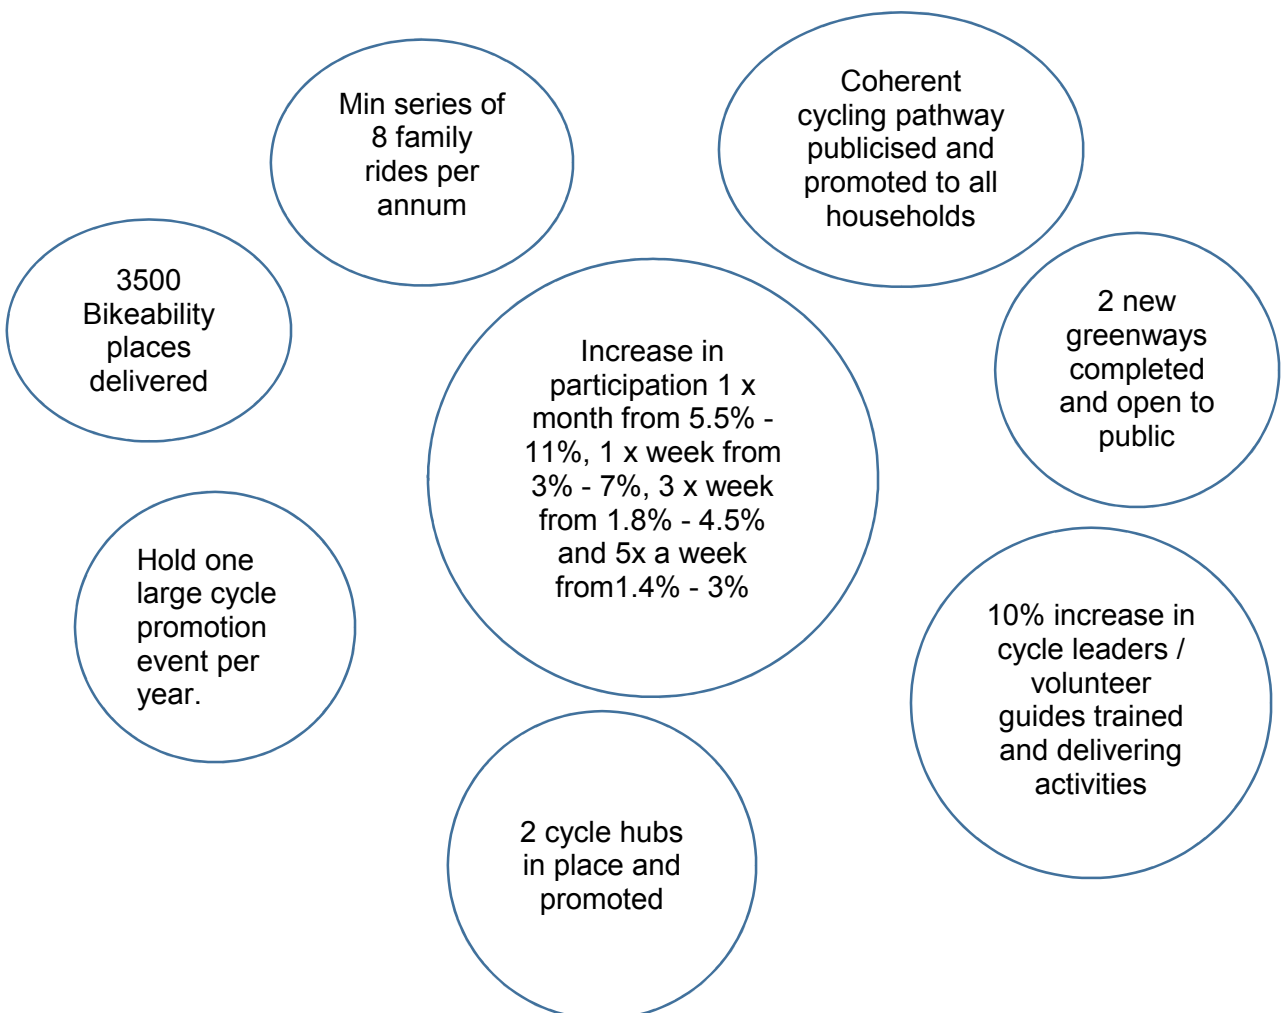 Min series of
8 family
rides per
annum
Coherent
cycling pathway
publicised and
promoted to all
households
3500
Bikeability
places
delivered
Increase in
participation 1 x
month from 5.5% -
11%, 1 x week from
3% - 7%, 3 x week
from 1.8% - 4.5%
and 5x a week
from1.4% - 3%
2 new
greenways
completed
and open to
public
Hold one
large cycle
promotion
event per
year.
10% increase in
cycle leaders /
volunteer
guides trained
and delivering
activities
2 cycle hubs
in place and
promoted